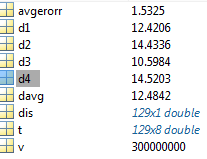 avgerorr 1.5325
d1 12.4206
d2 14.4336
d3 10.5984
d4 14.5203
davg 12.4842
dis 129x1 double
t 129x8 double
v 300000000